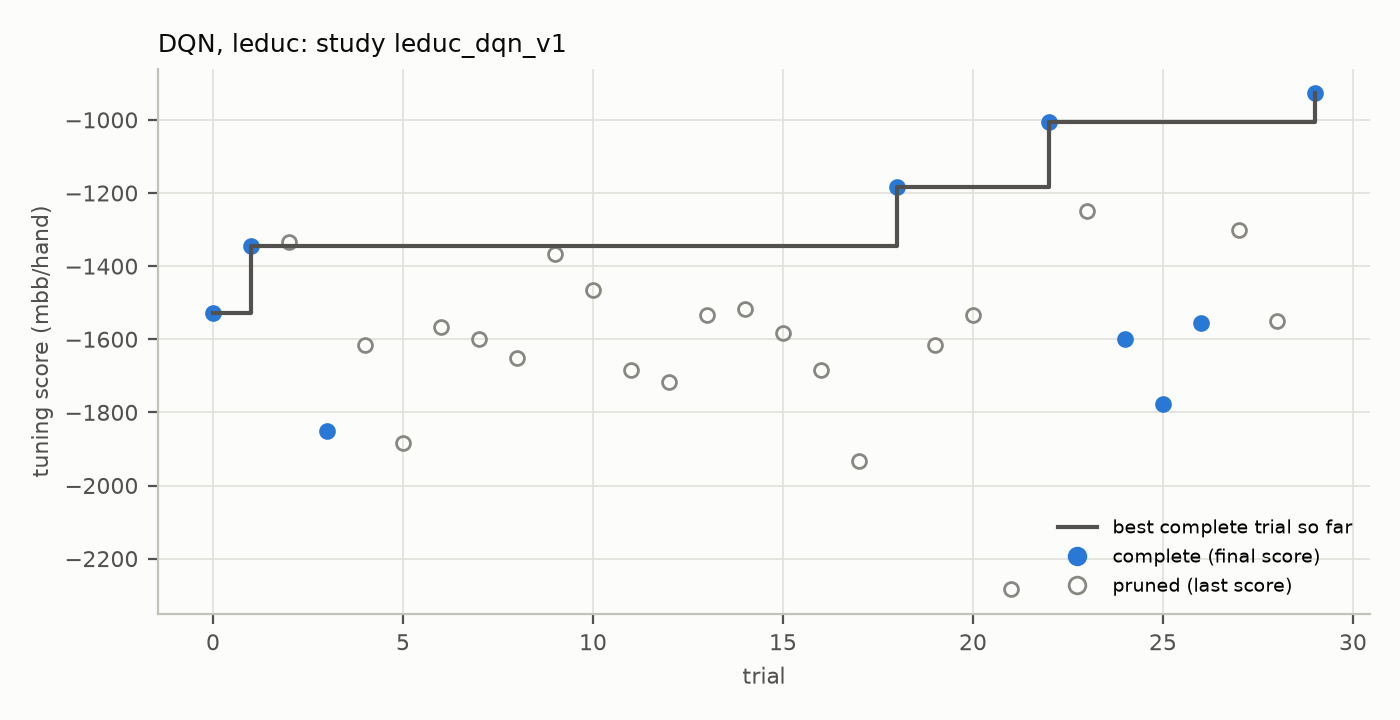 DQN, leduc: study leduc_dqn_v1
tuning score (mbb/hand)
−1000
−1200
−1400
−1600
−1800
−2000
−2200
best complete trial so far
complete (final score)
pruned (last score)
0 5 10 15 20 25 30
trial